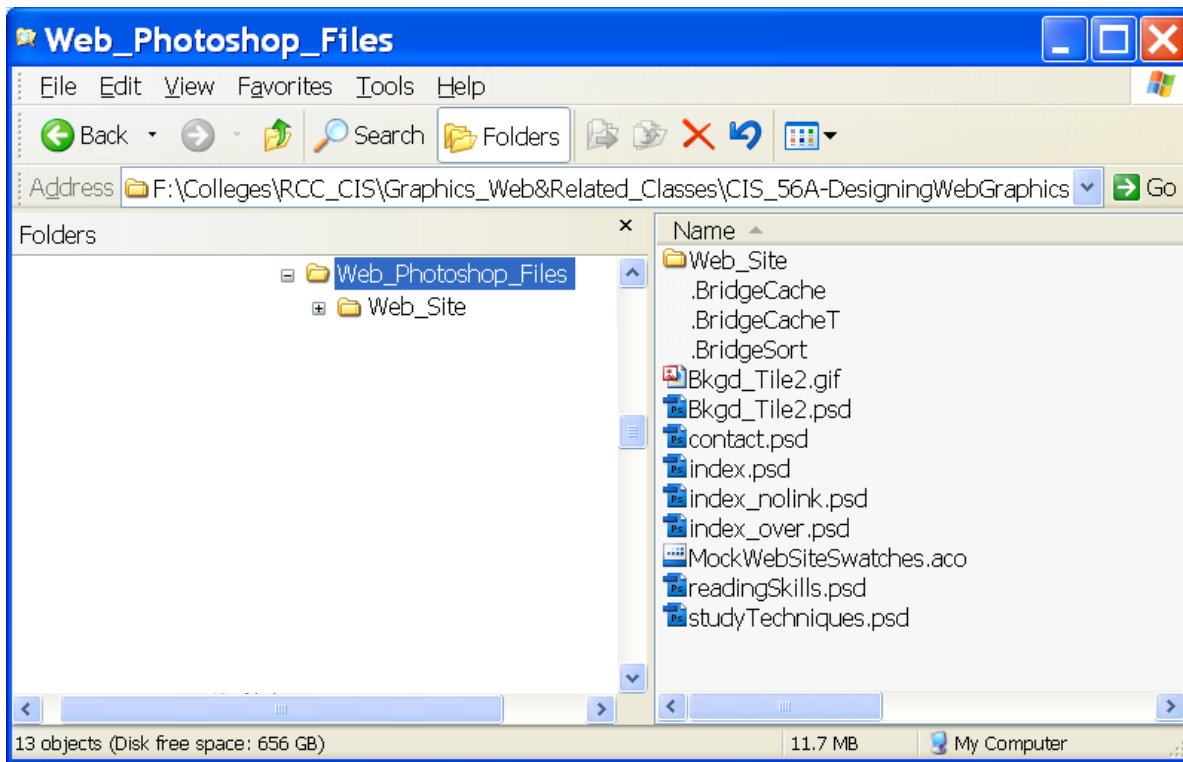 Web_Photoshop_Files
File Edit View Favorites Tools Help
Back Search Folders
Address F:\Colleges\RCC_CIS\Graphics_Web&Related_Classes\CIS_56A-DesigningWebGraphics Go
Folders
Web_Photoshop_Files
Web_Site
Name
Web_Site
.BridgeCache
.BridgeCacheT
.BridgeSort
Bkgd_Tile2.gif
Bkgd_Tile2.psd
contact.psd
index.psd
index_nolink.psd
index_over.psd
MockWebSiteSwatches.aco
readingSkills.psd
studyTechniques.psd
13 objects (Disk free space: 656 GB) 11.7 MB My Computer